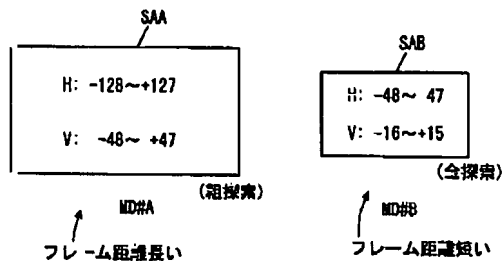 SAA
H: -128～+127
V: -48～ +47
(粗探索)
MD#A
フレーム距離長い
SAB
H: -48～ 47
V: -16～+15
(全探索)
MD#B
フレーム距離短い